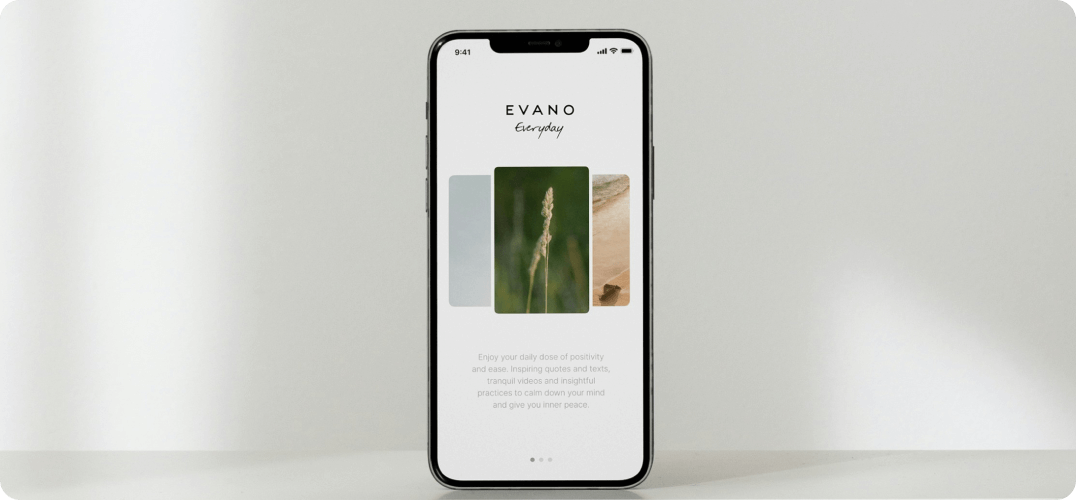 9:41
EVANO
Everyday
Enjoy your daily dose of positivity
and ease. Inspiring quotes and texts,
tranquil videos and insightful
practices to calm down your mind
and give you inner peace.